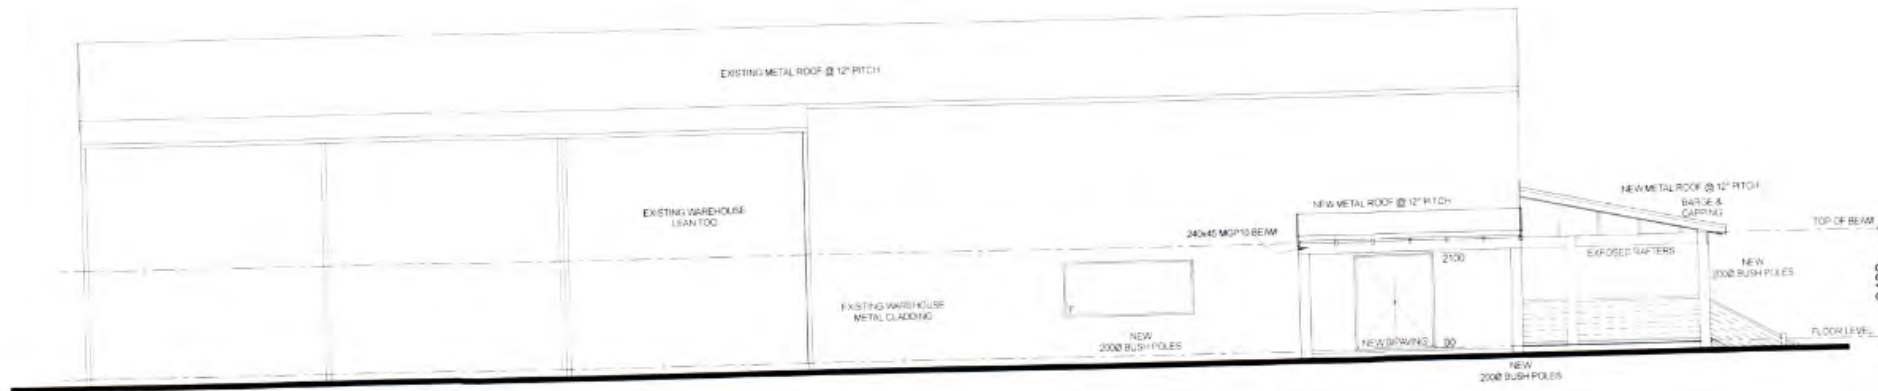 EXISTING METAL ROOF @ 12° PITCH
EXISTING WAREHOUSE
LEAN TOO
NEW METAL ROOF @ 12° PITCH
NEW METAL ROOF @ 12° PITCH
BARGE &
CAPPING
TOP OF BEAM
240x45 MGP10 BEAM
2100
EXPOSED RAFTERS
NEW
200Ø BUSH POLES
EXISTING WAREHOUSE
METAL CLADDING
F
NEW
200Ø BUSH POLES
NEW B/PAVING
00
FLOOR LEVEL
NEW
200Ø BUSH POLES